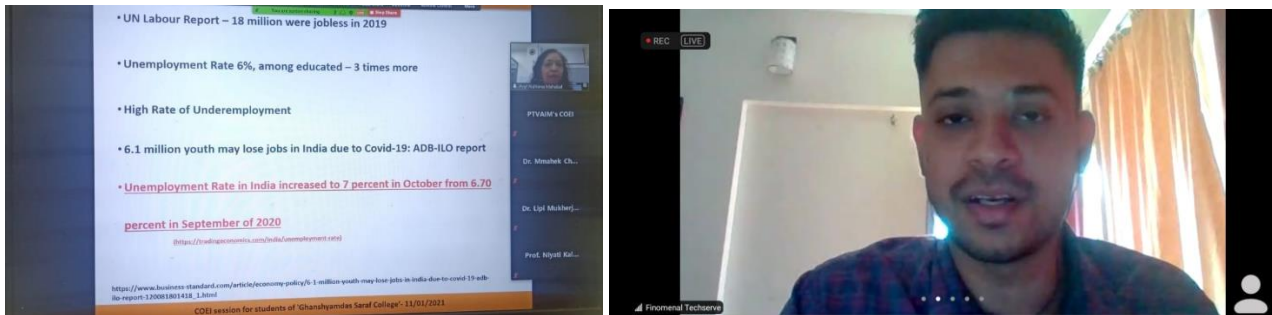 • UN Labour Report – 18 million were jobless in 2019
• Unemployment Rate 6%, among educated – 3 times more
• High Rate of Underemployment
• 6.1 million youth may lose jobs in India due to Covid-19: ADB-ILO report
• Unemployment Rate in India increased to 7 percent in October from 6.70
percent in September of 2020
(https://tradingeconomics.com/india/unemployment-rate)
https://www.business-standard.com/article/economy-policy/6-1-million-youth-may-lose-jobs-in-india-due-to-covid-19-adb-
ilo-report-120081801418_1.html
COEI session for students of 'Ghanshyamdas Saraf College'- 11/01/2021
PTVAIM's COEI
Dr. Mmahek Ch...
Dr. Lipi Mukherj...
Prof. Niyati Kal...
REC LIVE
Finomenal Techserve